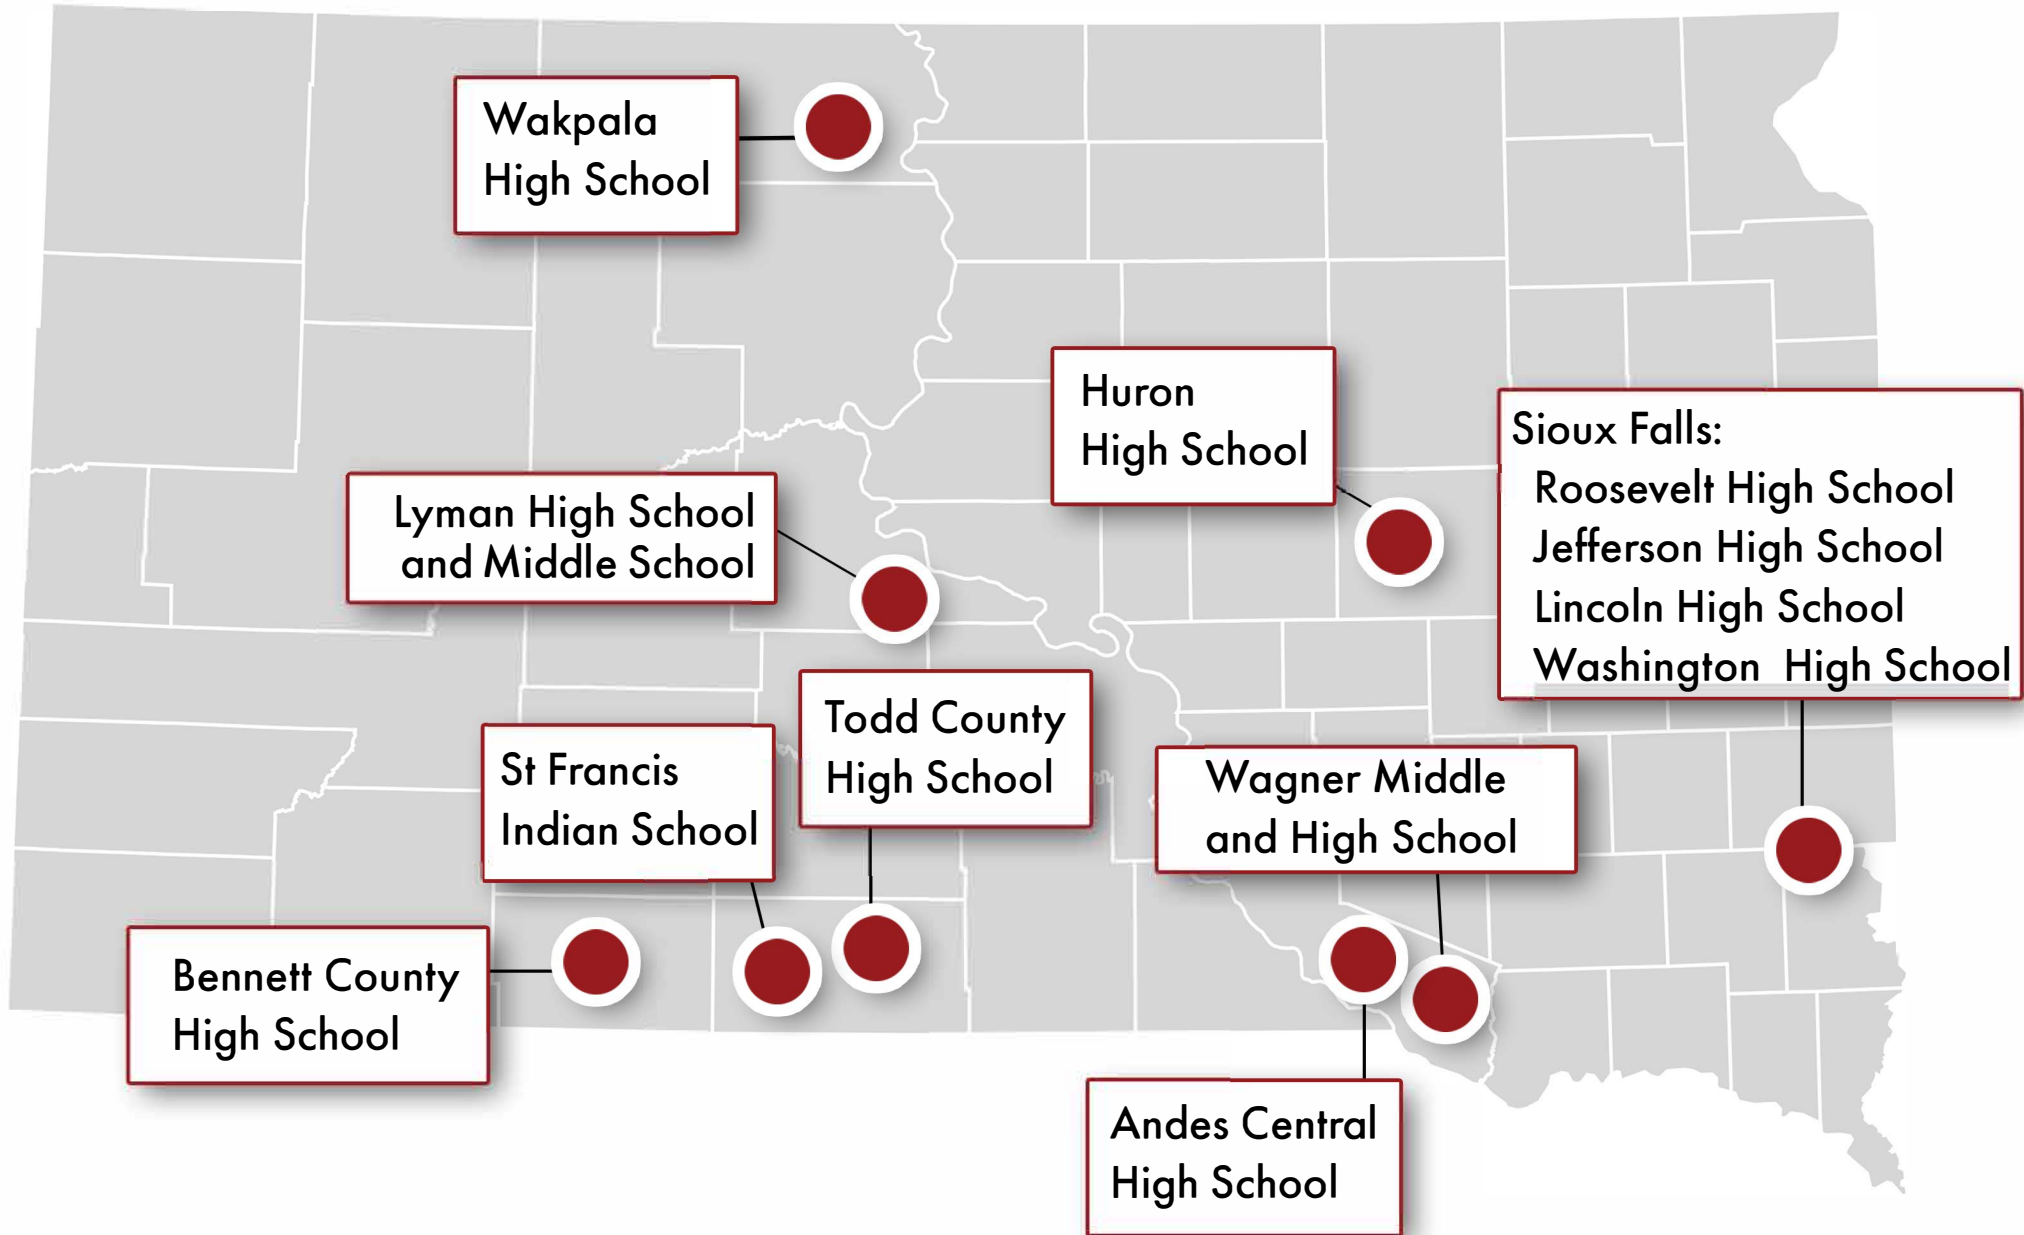 Wakpala
High School
Huron
High School
Sioux Falls:
Roosevelt High School
Jefferson High School
Lincoln High School
Washington  High School
Lyman High School
and Middle School
Todd County
High School
St Francis
Indian School
Wagner Middle
and High School
Bennett County
High School
Andes Central
High School